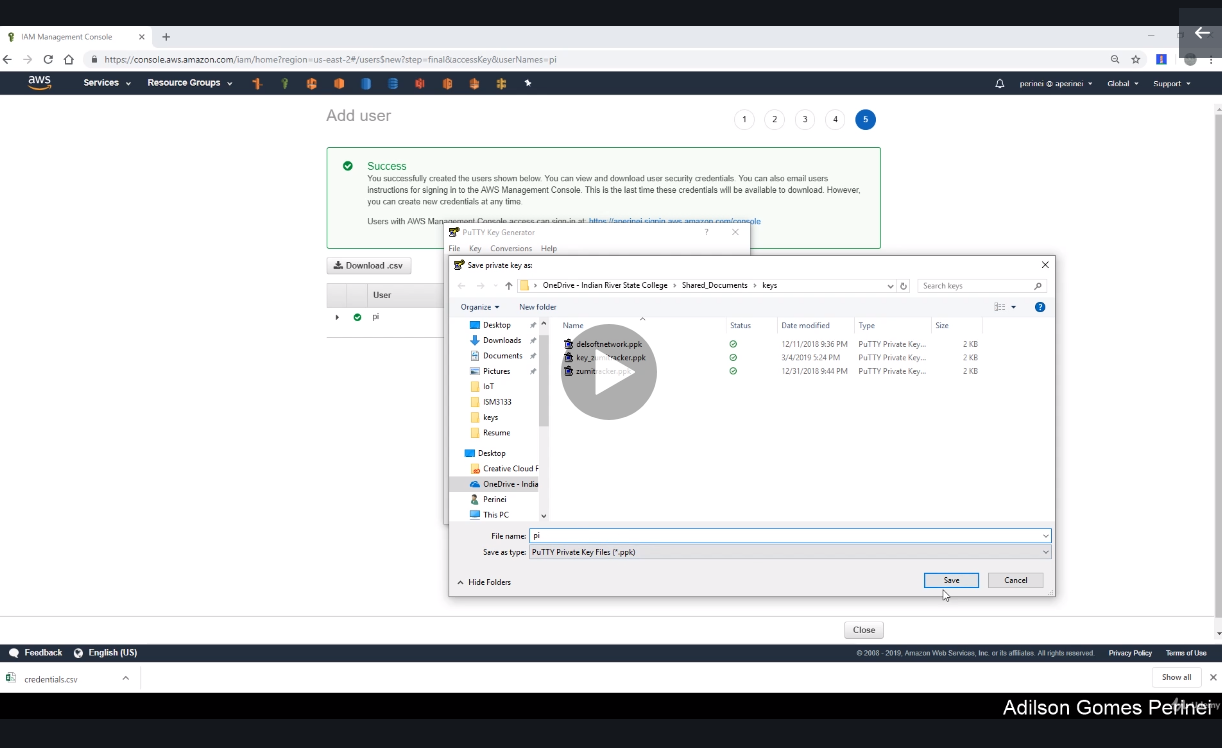 IAM Management Console
https://console.aws.amazon.com/iam/home?region=us-east-2#/users$new?step=final&accessKey&userNames=pi
aws Services Resource Groups perinei @ aperinei Global Support
Add user
1 2 3 4 5
Success
You successfully created the users shown below. You can view and download user security credentials. You can also email users
instructions for signing in to the AWS Management Console. This is the last time these credentials will be available to download. However,
you can create new credentials at any time.
Users with AWS Management Console access can sign-in at: https://aperinei.signin.aws.amazon.com/console
PuTTY Key Generator ?
File Key Conversions Help
Download .csv
Save private key as:
OneDrive - Indian River State College > Shared_Documents > keys
Search keys
User
pi
Organize New folder ?
Name Status Date modified Type Size
Desktop
Downloads
Documents
Pictures
IoT
ISM3133
keys
Resume
Desktop
Creative Cloud F
OneDrive - India
Perinei
This PC
delsoftnetwork.ppk 12/11/2018 9:36 PM PuTTY Private Key... 2 KB
key_zumitracker.ppk 3/4/2019 5:24 PM PuTTY Private Key... 2 KB
zumitracker.ppk 12/31/2018 9:44 PM PuTTY Private Key... 2 KB
File name: pi
Save as type: PuTTY Private Key Files (*.ppk)
Hide Folders
Save Cancel
Close
Feedback English (US)
© 2008 - 2019, Amazon Web Services, Inc. or its affiliates. All rights reserved. Privacy Policy Terms of Use
credentials.csv
Show all
Adilson Gomes Perinei
Udemy